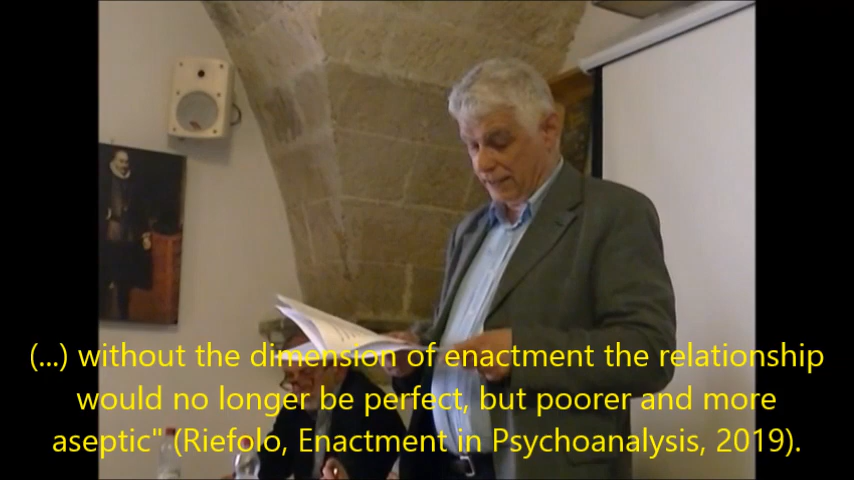 (...) without the dimension of enactment the relationship
would no longer be perfect, but poorer and more
aseptic" (Riefolo, Enactment in Psychoanalysis, 2019).